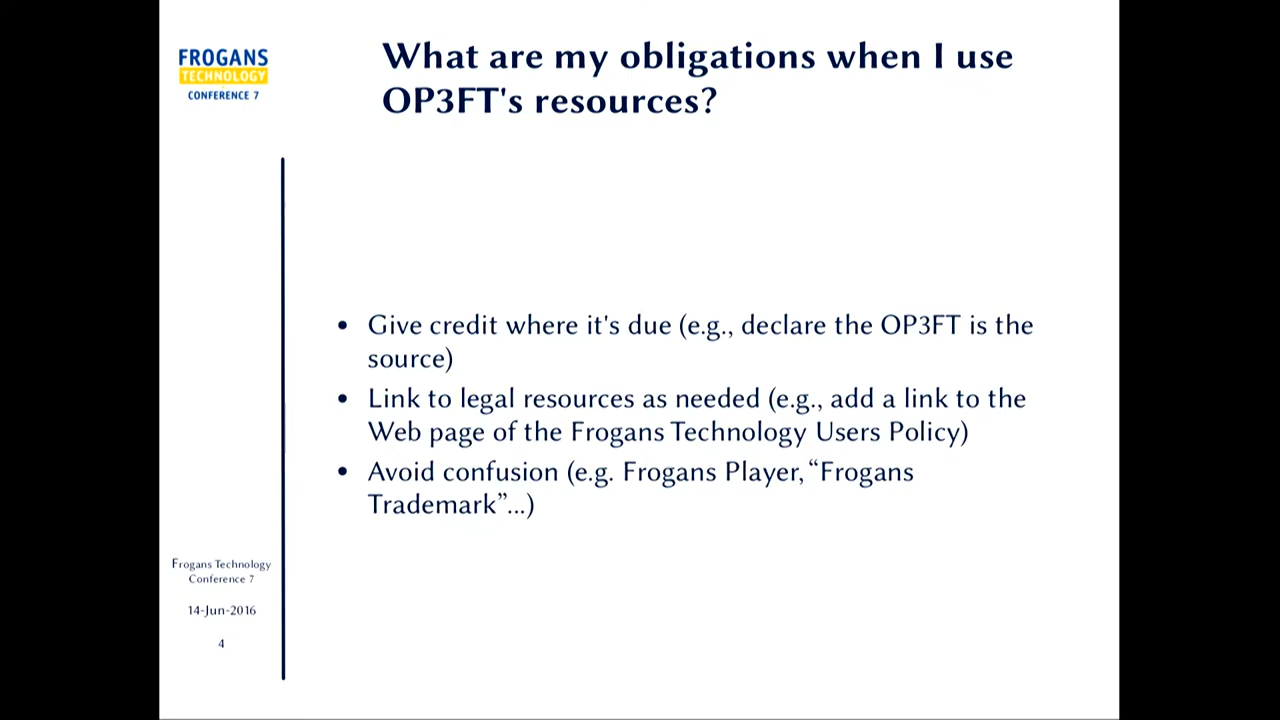 FROGANS
TECHNOLOGY
CONFERENCE 7
What are my obligations when I use
OP3FT's resources?
• Give credit where it's due (e.g., declare the OP3FT is the
source)
• Link to legal resources as needed (e.g., add a link to the
Web page of the Frogans Technology Users Policy)
• Avoid confusion (e.g. Frogans Player, “Frogans
Trademark”...)
Frogans Technology
Conference 7
14-Jun-2016
4